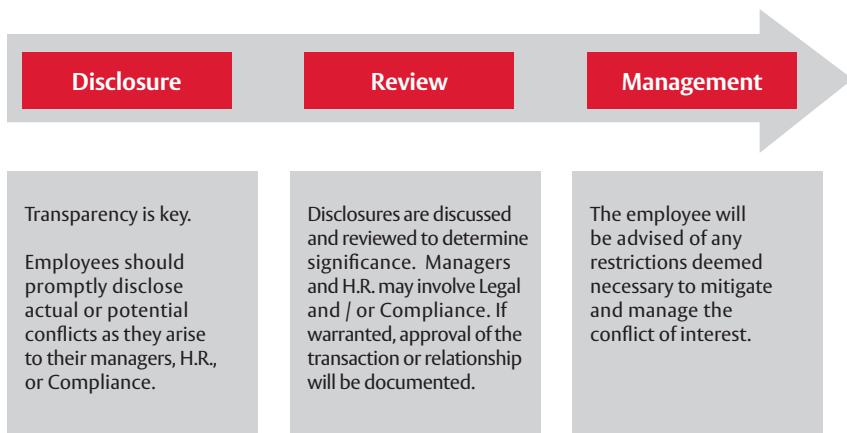 Disclosure
Review
Management
Transparency is key.
Employees should
promptly disclose
actual or potential
conflicts as they arise
to their managers, H.R.,
or Compliance.
Disclosures are discussed
and reviewed to determine
significance. Managers
and H.R. may involve Legal
and / or Compliance. If
warranted, approval of the
transaction or relationship
will be documented.
The employee will
be advised of any
restrictions deemed
necessary to mitigate
and manage the
conflict of interest.